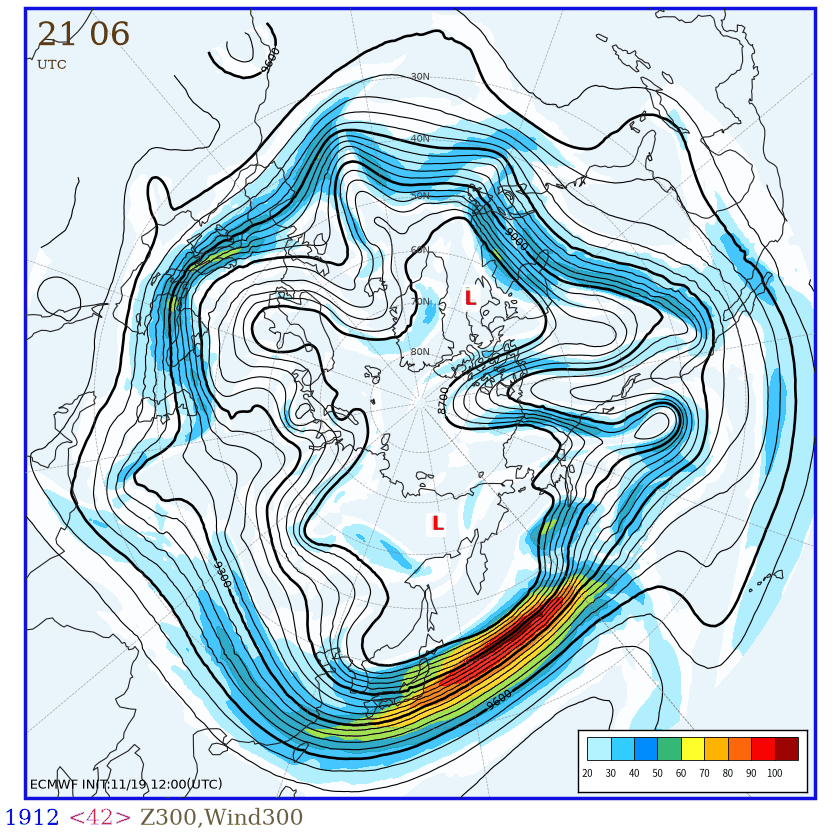 21 06
UTC
9600
30N
40N
50N
9000
60N
L
70N
80N
8700
L
9300
9600
20 30 40 50 60 70 80 90 100
ECMWF INIT:11/19 12:00(UTC)
1912 <42> Z300,Wind300